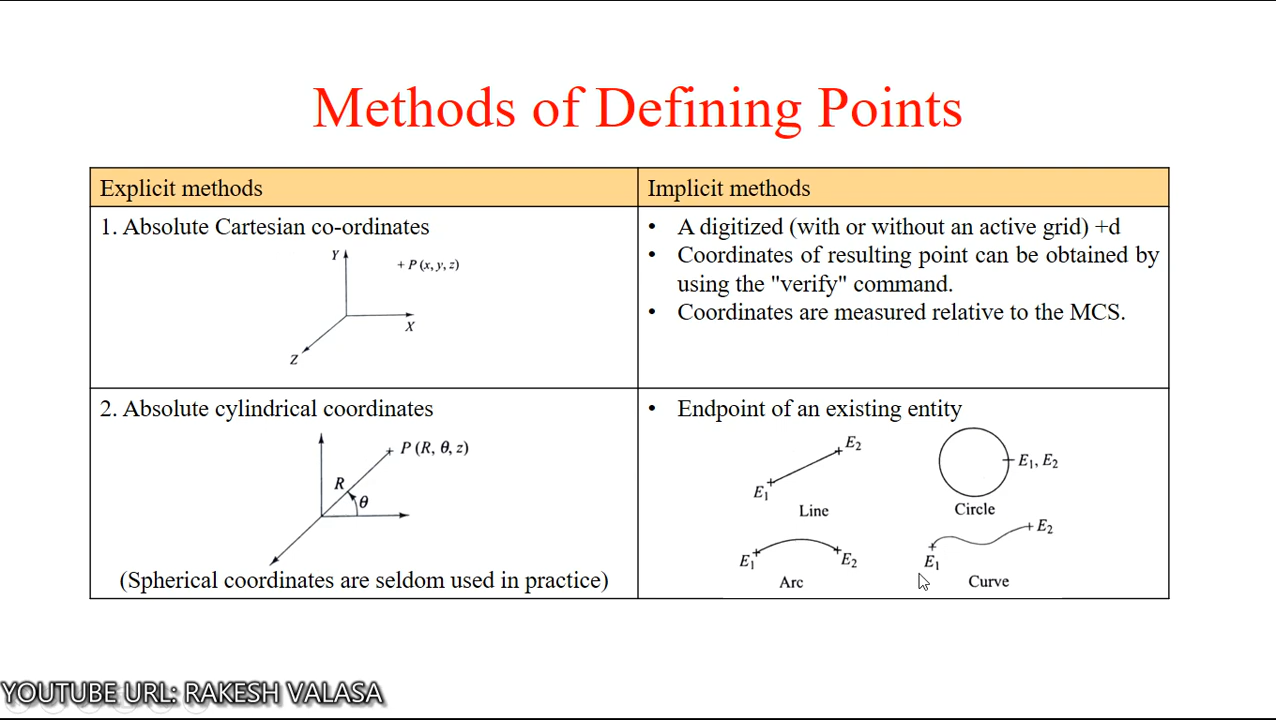 Methods of Defining Points
Explicit methods
Implicit methods
1. Absolute Cartesian co-ordinates
Y
+ P (x, y, z)
X
Z
• A digitized (with or without an active grid) +d
• Coordinates of resulting point can be obtained by
using the "verify" command.
• Coordinates are measured relative to the MCS.
2. Absolute cylindrical coordinates
P (R, θ, z)
R
θ
(Spherical coordinates are seldom used in practice)
• Endpoint of an existing entity
E₂
E₁
Line
E₁, E₂
Circle
E₁
E₂
Arc
E₂
E₁
Curve
YOUTUBE URL: RAKESH VALASA